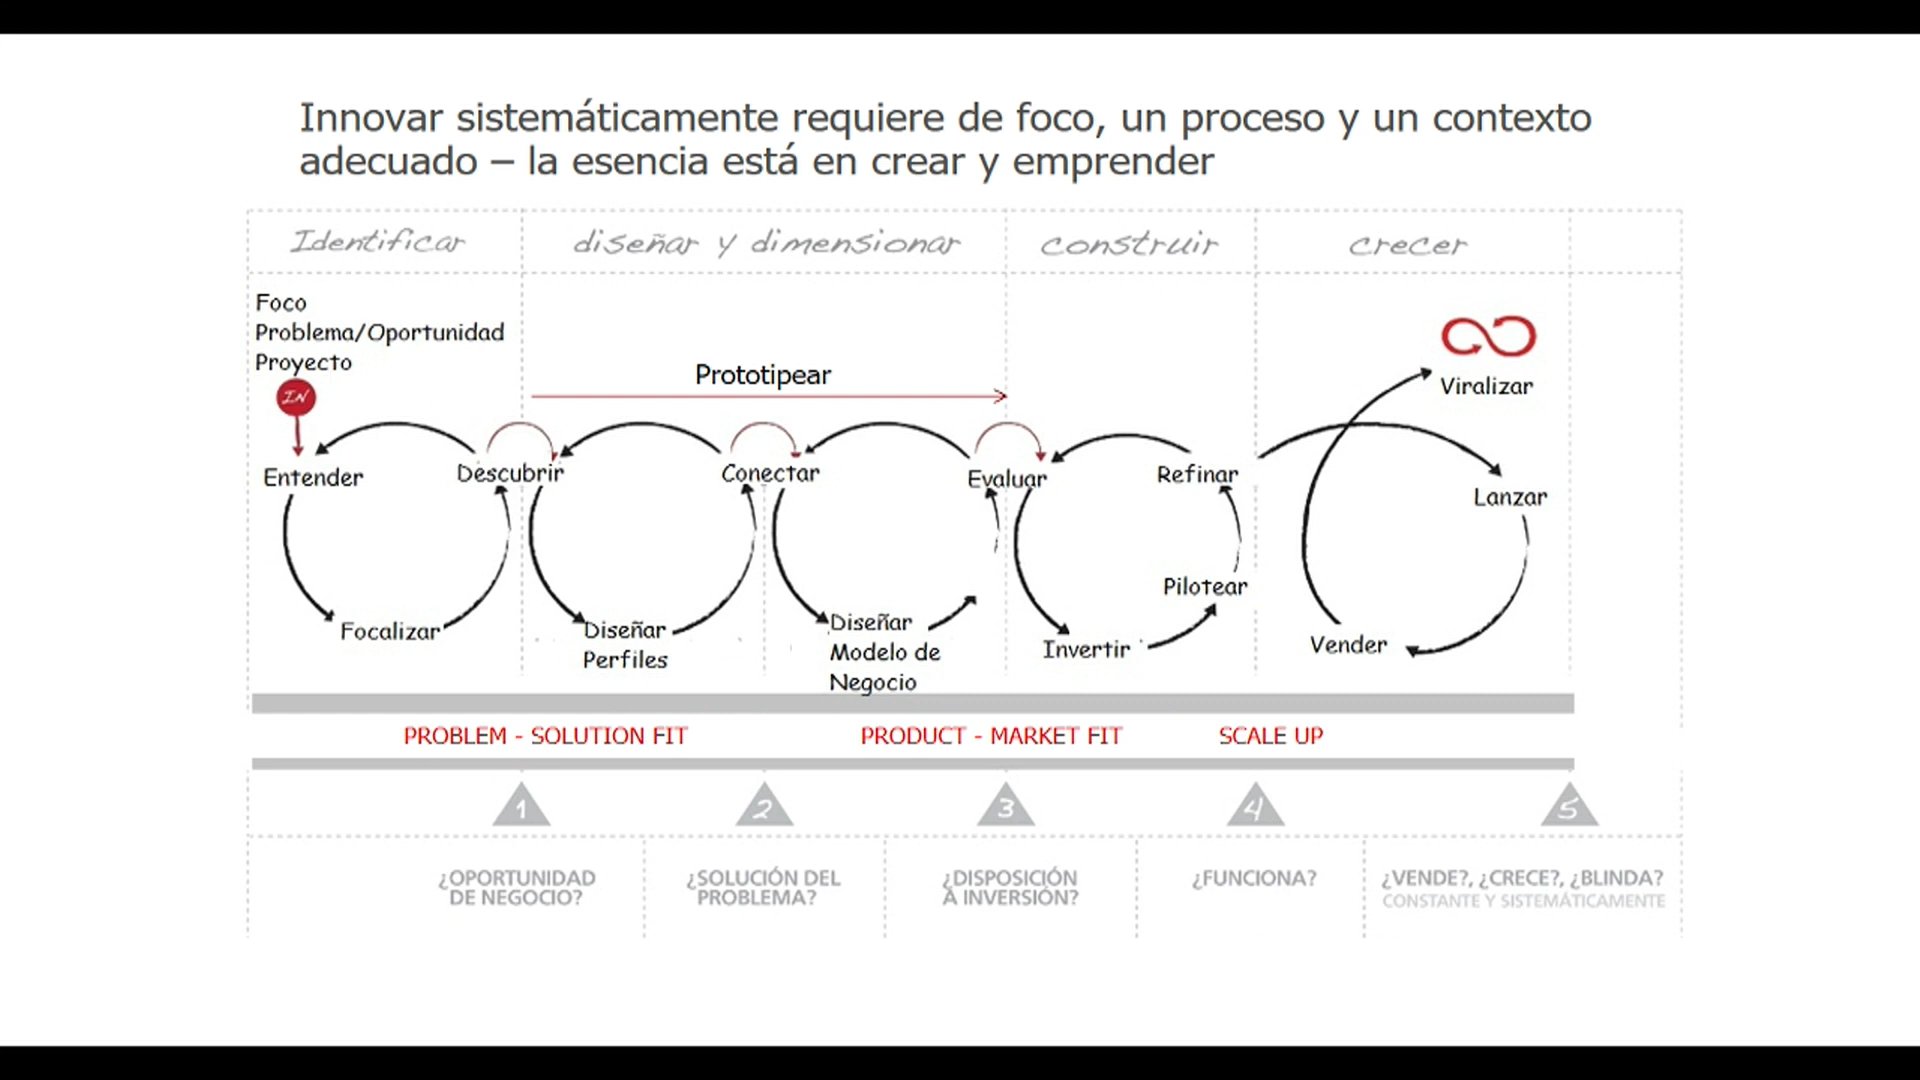 Innovar sistemáticamente requiere de foco, un proceso y un contexto
adecuado – la esencia está en crear y emprender
Identificar
diseñar y dimensionar
construir
crecer
Foco
Problema/Oportunidad
Proyecto
IN
Prototipear
Viralizar
Entender
Descubrir
Conectar
Evaluar
Refinar
Lanzar
Pilotear
Focalizar
Diseñar
Perfiles
Diseñar
Modelo de
Negocio
Invertir
Vender
PROBLEM - SOLUTION FIT
PRODUCT - MARKET FIT
SCALE UP
1
2
3
4
5
¿OPORTUNIDAD
DE NEGOCIO?
¿SOLUCIÓN DEL
PROBLEMA?
¿DISPOSICIÓN
A INVERSIÓN?
¿FUNCIONA?
¿VENDE?, ¿CRECE?, ¿BLINDA?
CONSTANTE Y SISTEMÁTICAMENTE